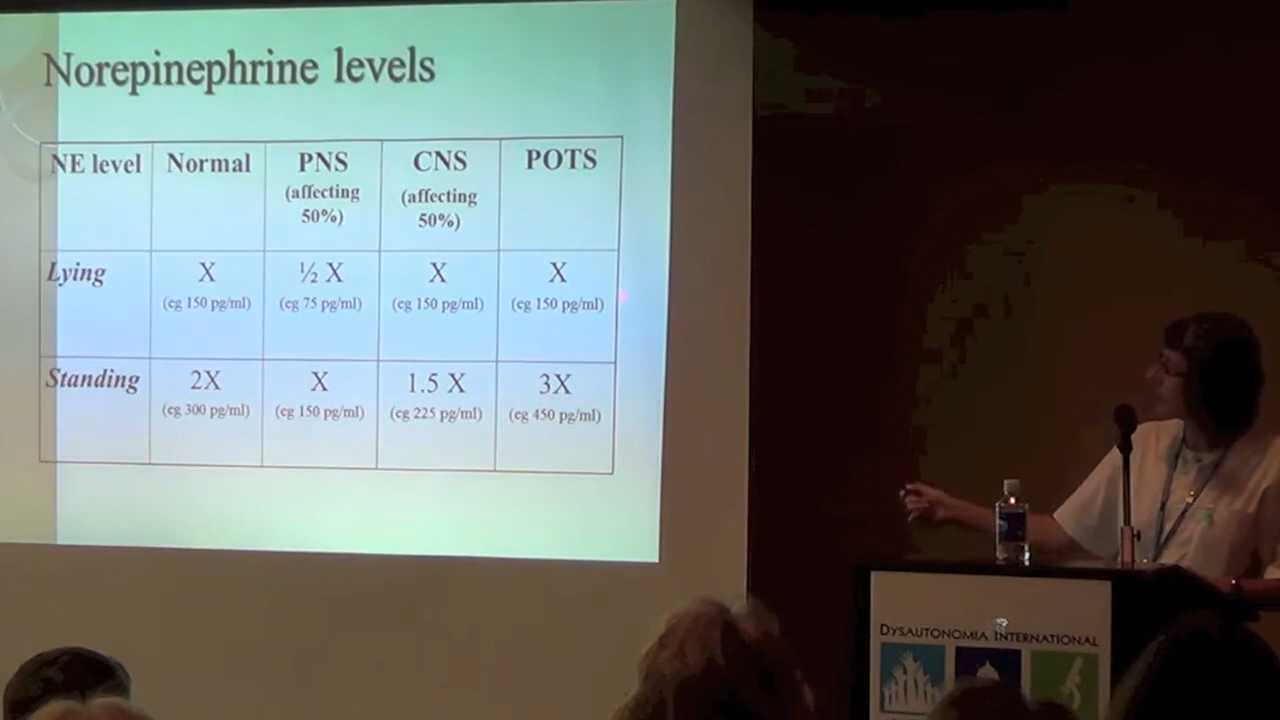 Norepinephrine levels
NE level Normal PNS CNS POTS
(affecting 50%) (affecting 50%)
Lying X ½ X X X
(eg 150 pg/ml) (eg 75 pg/ml) (eg 150 pg/ml) (eg 150 pg/ml)
Standing 2X X 1.5 X 3X
(eg 300 pg/ml) (eg 150 pg/ml) (eg 225 pg/ml) (eg 450 pg/ml)
DYSAUTONOMIA INTERNATIONAL